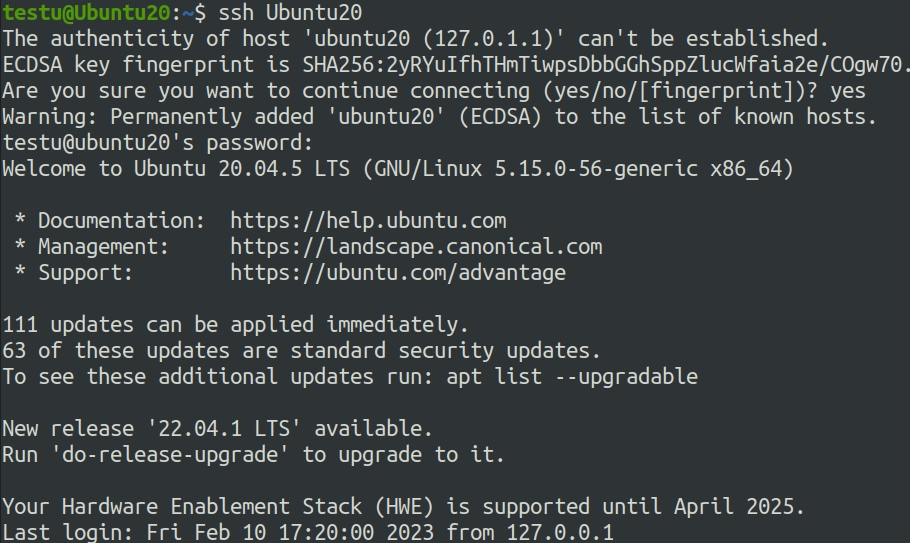 testu@Ubuntu20:~$ ssh Ubuntu20
The authenticity of host 'ubuntu20 (127.0.1.1)' can't be established.
ECDSA key fingerprint is SHA256:2yRYuIfhTHmTiwpsDbbGGhSppZlucWfaia2e/COgw70.
Are you sure you want to continue connecting (yes/no/[fingerprint])? yes
Warning: Permanently added 'ubuntu20' (ECDSA) to the list of known hosts.
testu@ubuntu20's password:
Welcome to Ubuntu 20.04.5 LTS (GNU/Linux 5.15.0-56-generic x86_64)
* Documentation:  https://help.ubuntu.com
* Management:     https://landscape.canonical.com
* Support:        https://ubuntu.com/advantage
111 updates can be applied immediately.
63 of these updates are standard security updates.
To see these additional updates run: apt list --upgradable
New release '22.04.1 LTS' available.
Run 'do-release-upgrade' to upgrade to it.
Your Hardware Enablement Stack (HWE) is supported until April 2025.
Last login: Fri Feb 10 17:20:00 2023 from 127.0.0.1